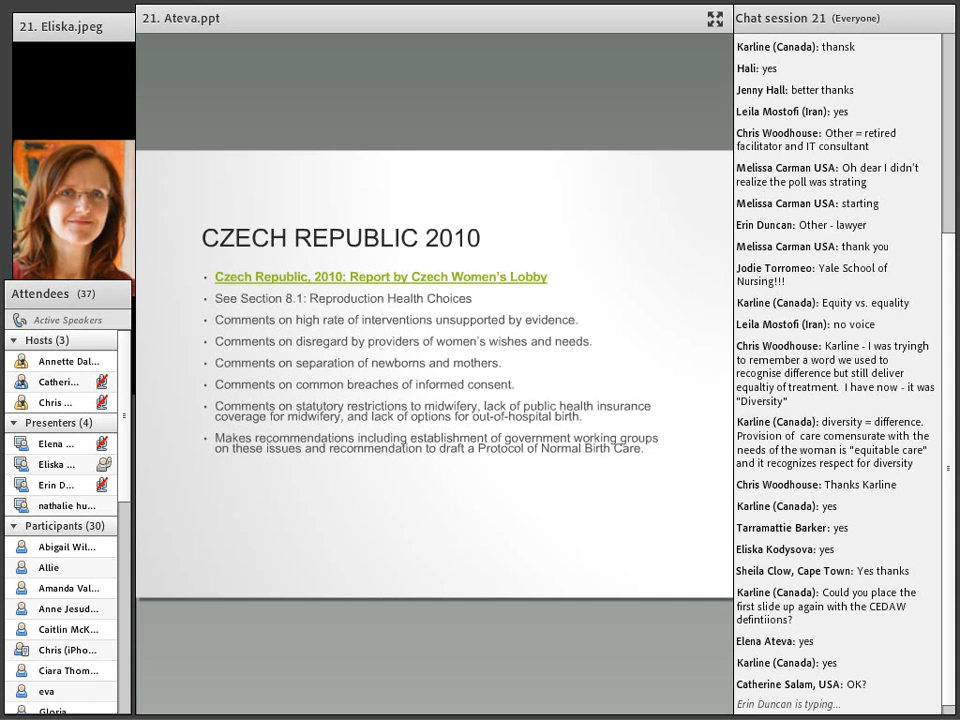 21. Eliska.jpeg
Attendees (37)
Active Speakers
Hosts (3)
Annette Dal...
Catheri...
Chris ...
Presenters (4)
Elena ...
Eliska ...
Erin D...
nathalie hu...
Participants (30)
Abigail Wil...
Allie
Amanda Val...
Anne Jesud...
Caitlin McK...
Chris (iPho...
Ciara Thom...
eva
Gloria
21. Ateva.ppt
CZECH REPUBLIC 2010
• Czech Republic, 2010: Report by Czech Women's Lobby
• See Section 8.1: Reproduction Health Choices
• Comments on high rate of interventions unsupported by evidence.
• Comments on disregard by providers of women's wishes and needs.
• Comments on separation of newborns and mothers.
• Comments on common breaches of informed consent.
• Comments on statutory restrictions to midwifery, lack of public health insurance
coverage for midwifery, and lack of options for out-of-hospital birth.
• Makes recommendations including establishment of government working groups
on these issues and recommendation to draft a Protocol of Normal Birth Care.
Chat session 21 (Everyone)
Karline (Canada): thansk
Hali: yes
Jenny Hall: better thanks
Leila Mostofi (Iran): yes
Chris Woodhouse: Other = retired
facilitator and IT consultant
Melissa Carman USA: Oh dear I didn't
realize the poll was strating
Melissa Carman USA: starting
Erin Duncan: Other - lawyer
Melissa Carman USA: thank you
Jodie Torromeo: Yale School of
Nursing!!!
Karline (Canada): Equity vs. equality
Leila Mostofi (Iran): no voice
Chris Woodhouse: Karline - I was tryingh
to remember a word we used to
recognise difference but still deliver
equaltiy of treatment. I have now - it was
"Diversity"
Karline (Canada): diversity = difference.
Provision of care comensurate with the
needs of the woman is "equitable care"
and it recognizes respect for diversity
Chris Woodhouse: Thanks Karline
Karline (Canada): yes
Tarramattie Barker: yes
Eliska Kodysova: yes
Sheila Clow, Cape Town: Yes thanks
Karline (Canada): Could you place the
first slide up again with the CEDAW
defintiions?
Elena Ateva: yes
Karline (Canada): yes
Catherine Salam, USA: OK?
Erin Duncan is typing...